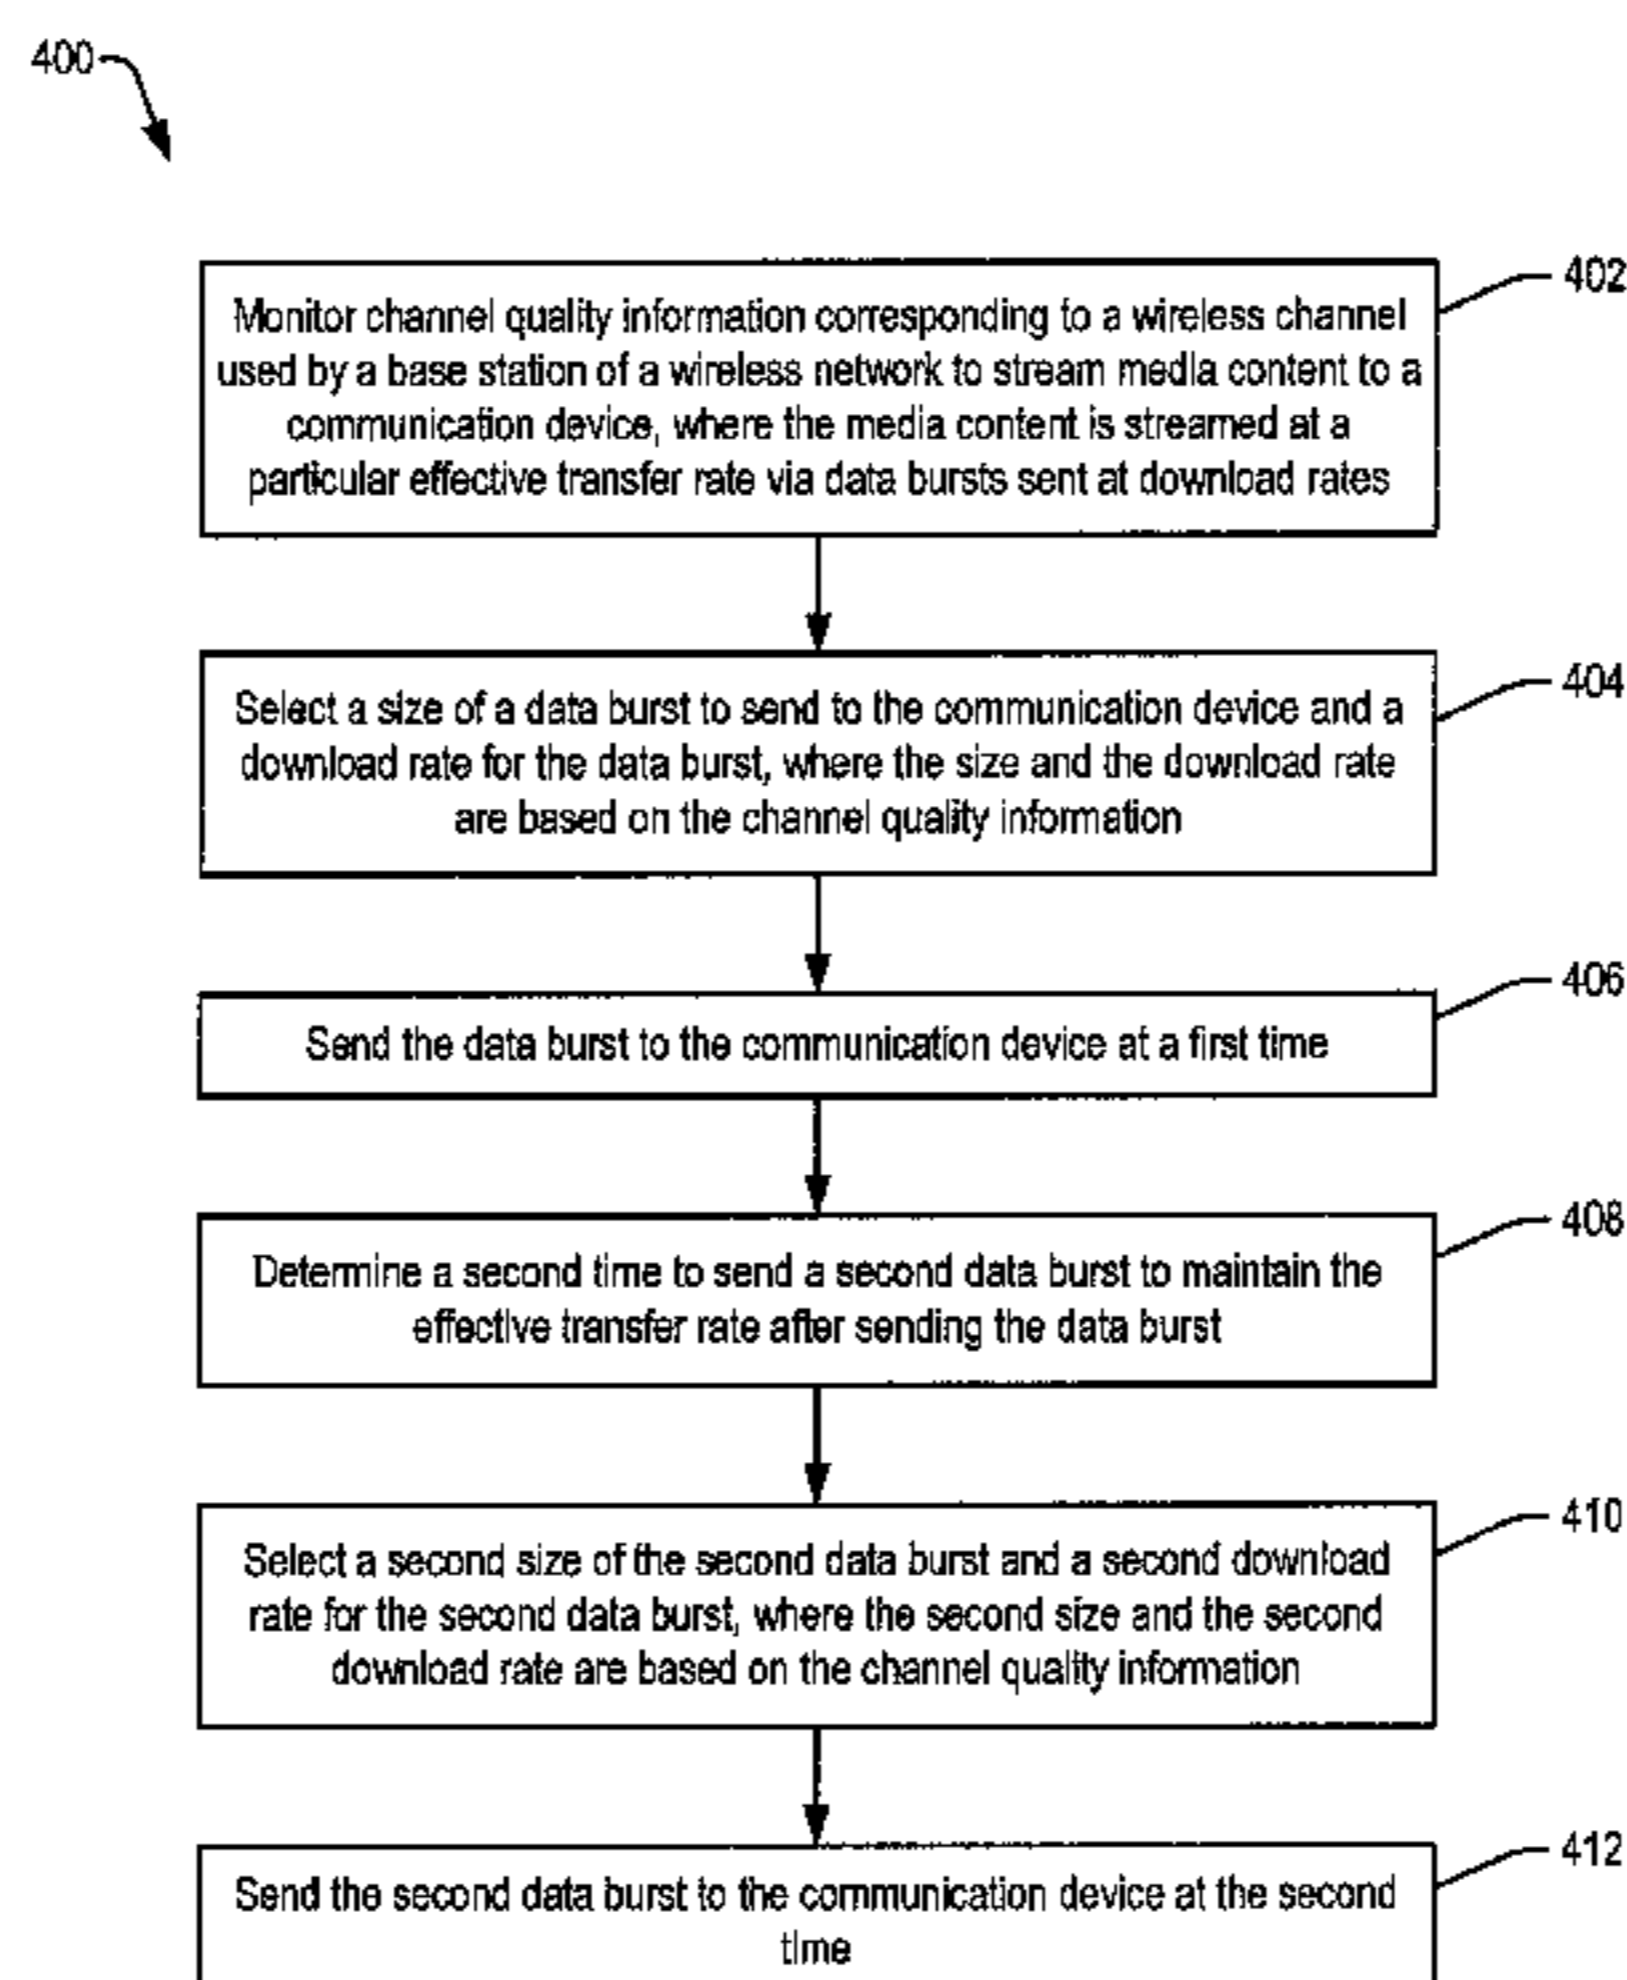 400
402
Monitor channel quality information corresponding to a wireless channel
used by a base station of a wireless network to stream media content to a
communication device, where the media content is streamed at a
particular effective transfer rate via data bursts sent at download rates
404
Select a size of a data burst to send to the communication device and a
download rate for the data burst, where the size and the download rate
are based on the channel quality information
406
Send the data burst to the communication device at a first time
408
Determine a second time to send a second data burst to maintain the
effective transfer rate after sending the data burst
410
Select a second size of the second data burst and a second download
rate for the second data burst, where the second size and the second
download rate are based on the channel quality information
412
Send the second data burst to the communication device at the second
time